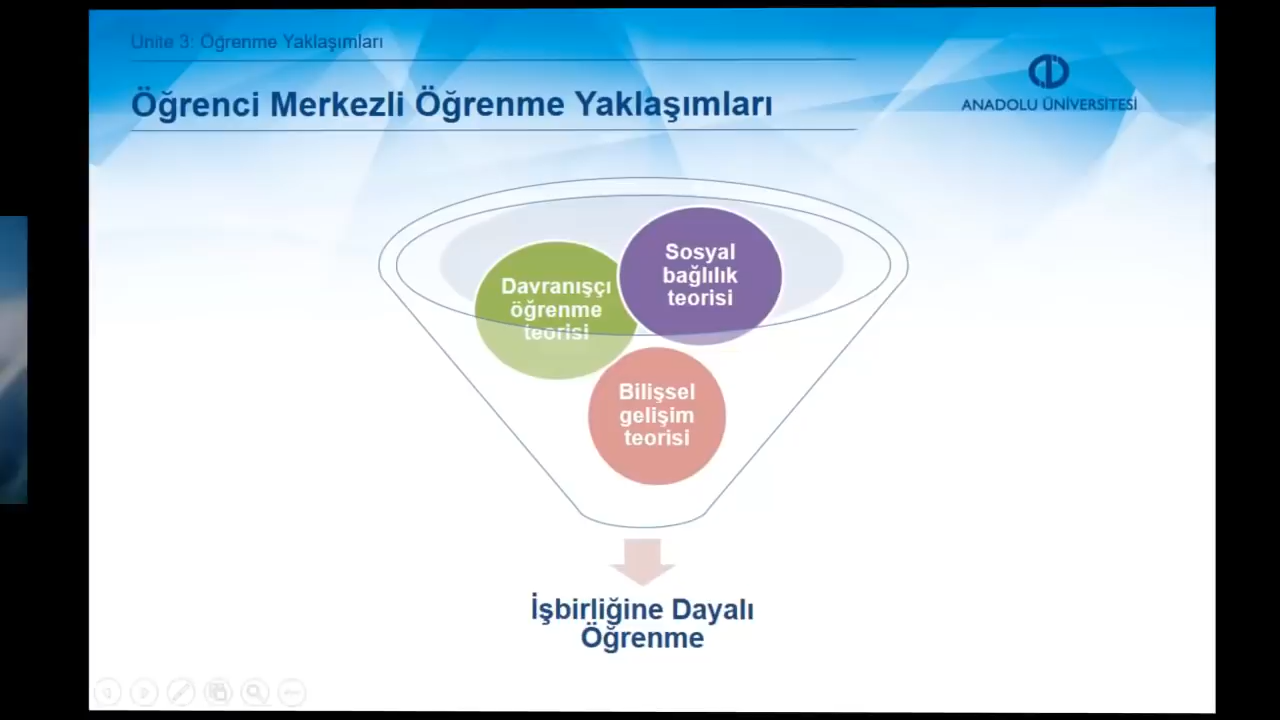 Ünite 3: Öğrenme Yaklaşımları
Öğrenci Merkezli Öğrenme Yaklaşımları
ANADOLU ÜNİVERSİTESİ
Sosyal
bağlılık
teorisi
Davranışçı
öğrenme
teorisi
Bilişsel
gelişim
teorisi
İşbirliğine Dayalı
Öğrenme